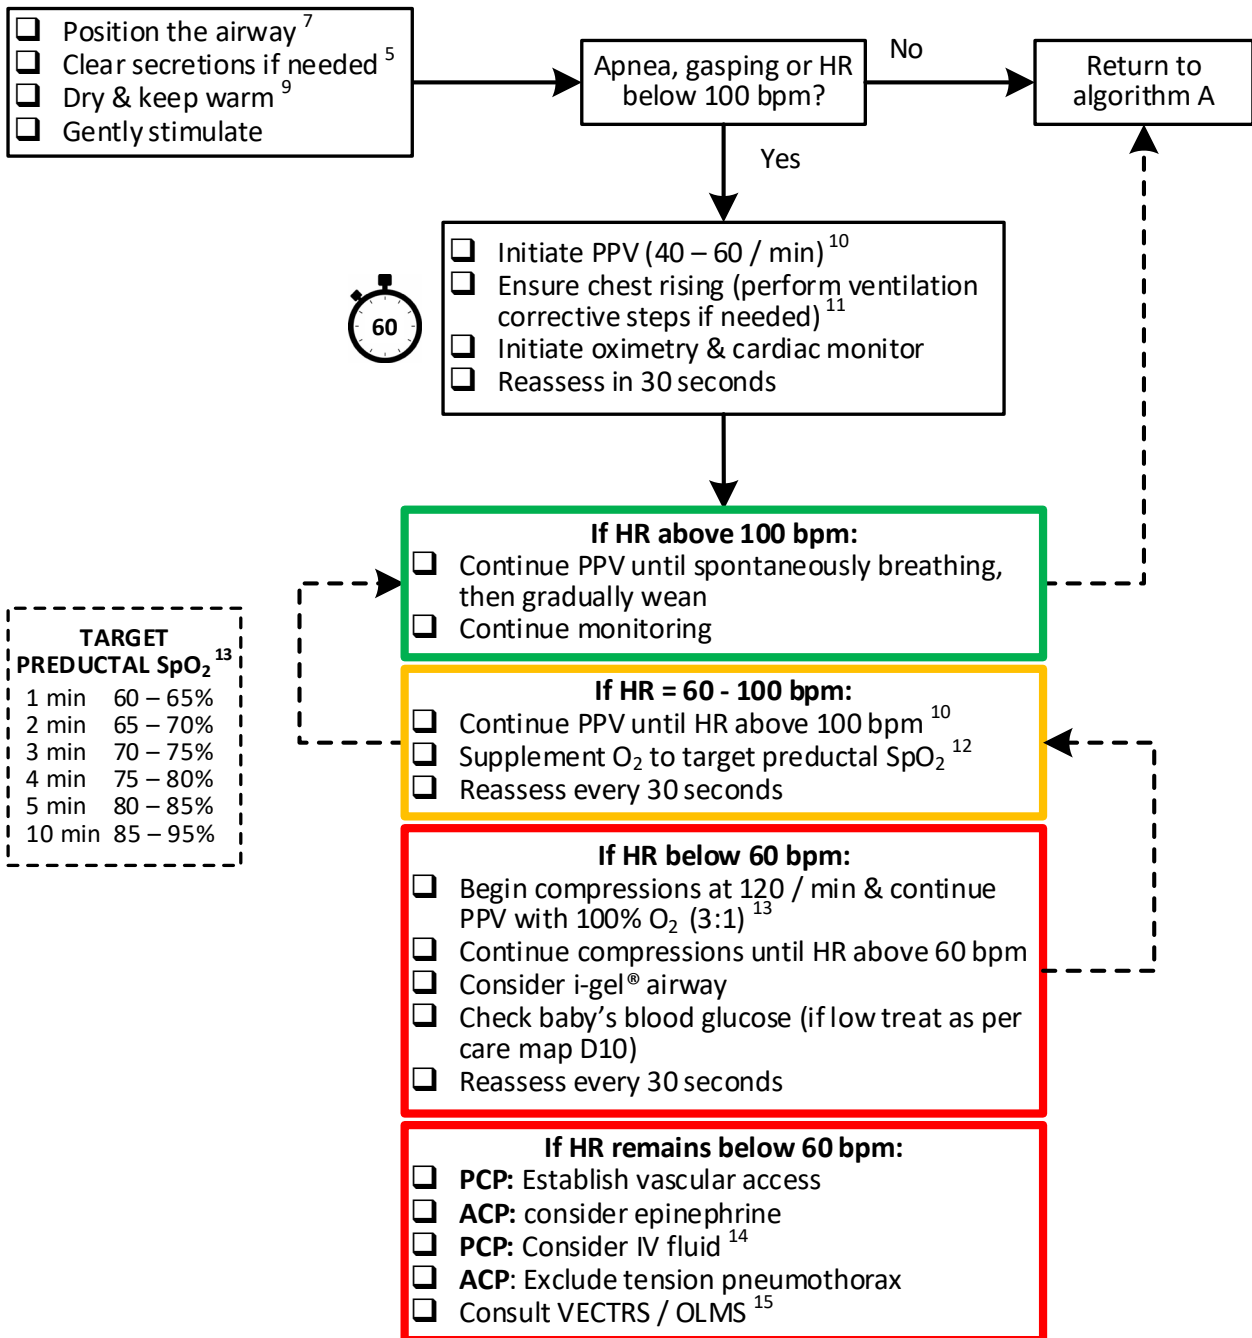 ❑ Position the airway 7
❑ Clear secretions if needed 5
❑ Dry & keep warm 9
❑ Gently stimulate
Apnea, gasping or HR
below 100 bpm?
No
Return to
algorithm A
Yes
60
❑ Initiate PPV (40 – 60 / min) 10
❑ Ensure chest rising (perform ventilation
corrective steps if needed) 11
❑ Initiate oximetry & cardiac monitor
❑ Reassess in 30 seconds
If HR above 100 bpm:
❑ Continue PPV until spontaneously breathing,
then gradually wean
❑ Continue monitoring
TARGET
PREDUCTAL SpO2 13
1 min 60 – 65%
2 min 65 – 70%
3 min 70 – 75%
4 min 75 – 80%
5 min 80 – 85%
10 min 85 – 95%
If HR = 60 - 100 bpm:
❑ Continue PPV until HR above 100 bpm 10
❑ Supplement O2 to target preductal SpO2 12
❑ Reassess every 30 seconds
If HR below 60 bpm:
❑ Begin compressions at 120 / min & continue
PPV with 100% O2 (3:1) 13
❑ Continue compressions until HR above 60 bpm
❑ Consider i-gel® airway
❑ Check baby’s blood glucose (if low treat as per
care map D10)
❑ Reassess every 30 seconds
If HR remains below 60 bpm:
❑ PCP: Establish vascular access
❑ ACP: consider epinephrine
❑ PCP: Consider IV fluid 14
❑ ACP: Exclude tension pneumothorax
❑ Consult VECTRS / OLMS 15